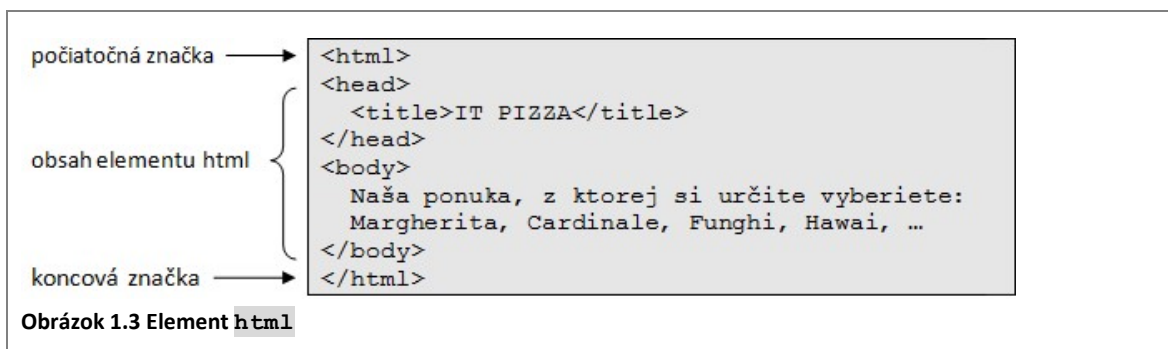 počiatočná značka
<html>
<head>
<title>IT PIZZA</title>
</head>
obsah elementu html
<body>
Naša ponuka, z ktorej si určite vyberiete:
Margherita, Cardinale, Funghi, Hawai, …
</body>
koncová značka
</html>
Obrázok 1.3 Element html